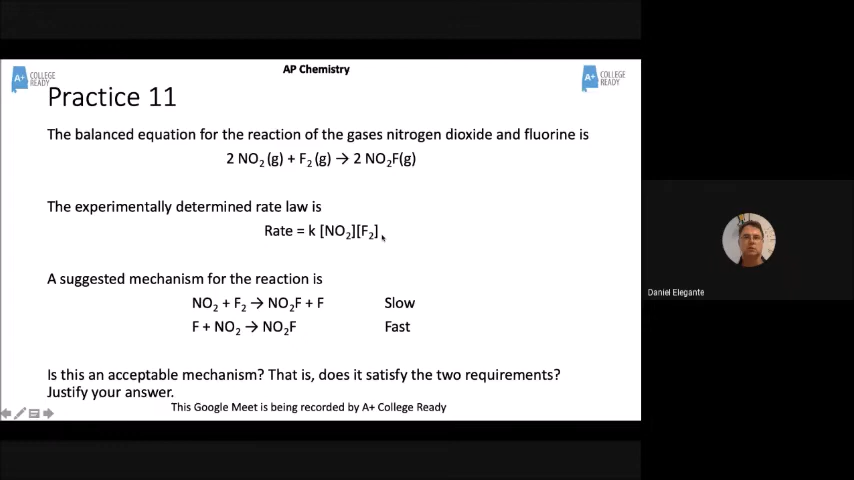 AP Chemistry
A+ COLLEGE READY
A+ COLLEGE READY
Practice 11
The balanced equation for the reaction of the gases nitrogen dioxide and fluorine is
2 NO₂ (g) + F₂ (g) → 2 NO₂F(g)
The experimentally determined rate law is
Rate = k [NO₂][F₂]
A suggested mechanism for the reaction is
NO₂ + F₂ → NO₂F + F Slow
F + NO₂ → NO₂F Fast
Is this an acceptable mechanism? That is, does it satisfy the two requirements?
Justify your answer.
This Google Meet is being recorded by A+ College Ready
Daniel Elegante